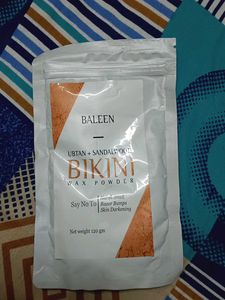 BALEEN
UBTAN + SANDALWOOD
BIKINI
WAX POWDER
Say No To
Razor Bumps
Skin Darkening
Net weight 120 gm